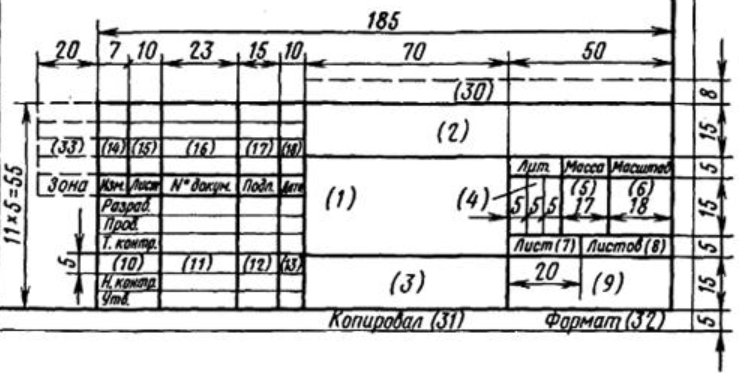 185
20 7 10 23 15 10 70 50
(30) 8
(2) 15
(33) (14) (15) (16) (17) (18)
Лит. Масса Масштаб 5
Зона Изм. Лист № докум. Подп. Дата (1) (4) (5) (6)
5 5 5 17 18 15
Разраб.
Пров.
Т. контр. Лист (7) Листов (8) 5
11×5=55
5 (10) (11) (12) (13)
Н. контр. (3) 20 (9) 15
Утв.
Копировал (31) Формат (32) 5